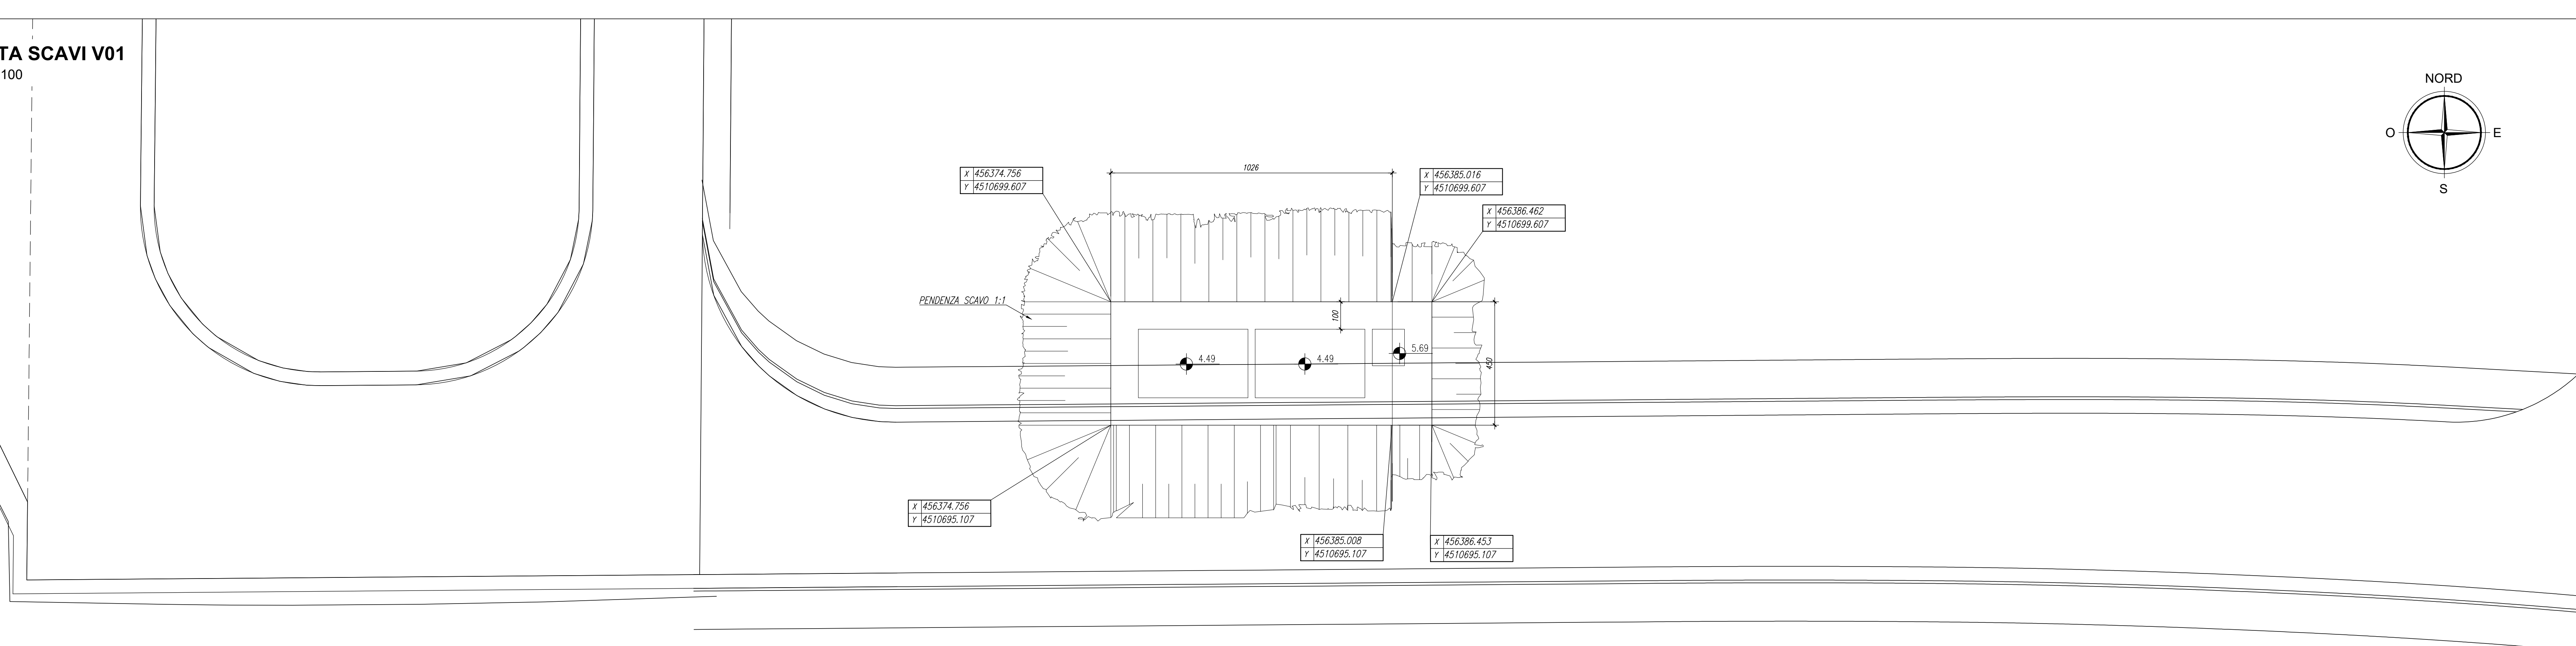 TA SCAVI V01
100
NORD
O
E
S
1026
X 456374.756
Y 4510699.607
X 456385.016
Y 4510699.607
X 456386.462
Y 4510699.607
PENDENZA SCAVO 1:1
100
4.49
4.49
5.69
450
X 456374.756
Y 4510695.107
X 456385.008
Y 4510695.107
X 456386.453
Y 4510695.107